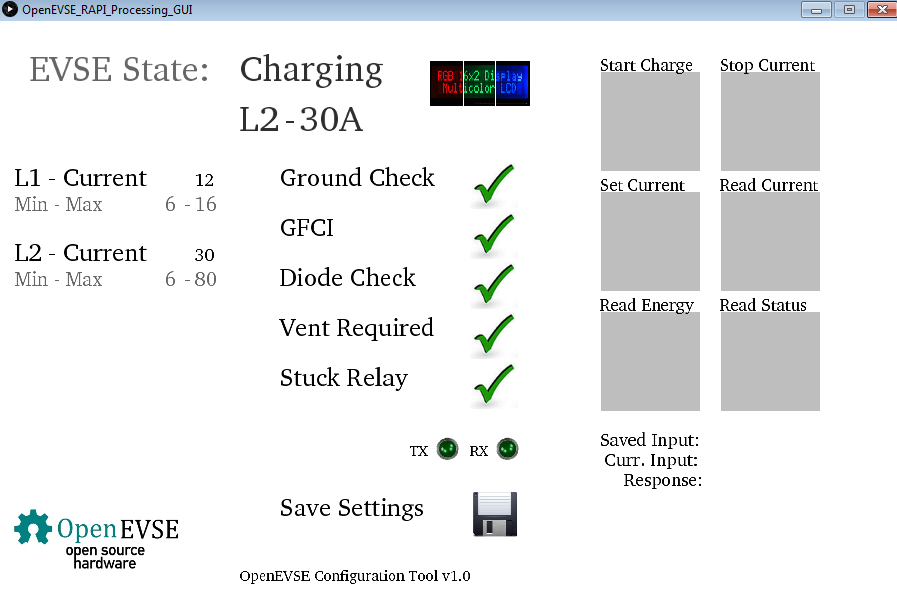 OpenEVSE_RAPI_Processing_GUI
EVSE State: Charging
L2-30A
RGB 16x2 Display
Multicolor LCD!
L1 - Current 12
Min - Max 6 - 16
L2 - Current 30
Min - Max 6 - 80
Ground Check
GFCI
Diode Check
Vent Required
Stuck Relay
TX RX
Save Settings
Open EVSE
open source
hardware
OpenEVSE Configuration Tool v1.0
Start Charge Stop Current
Set Current Read Current
Read Energy Read Status
Saved Input:
Curr. Input:
Response: